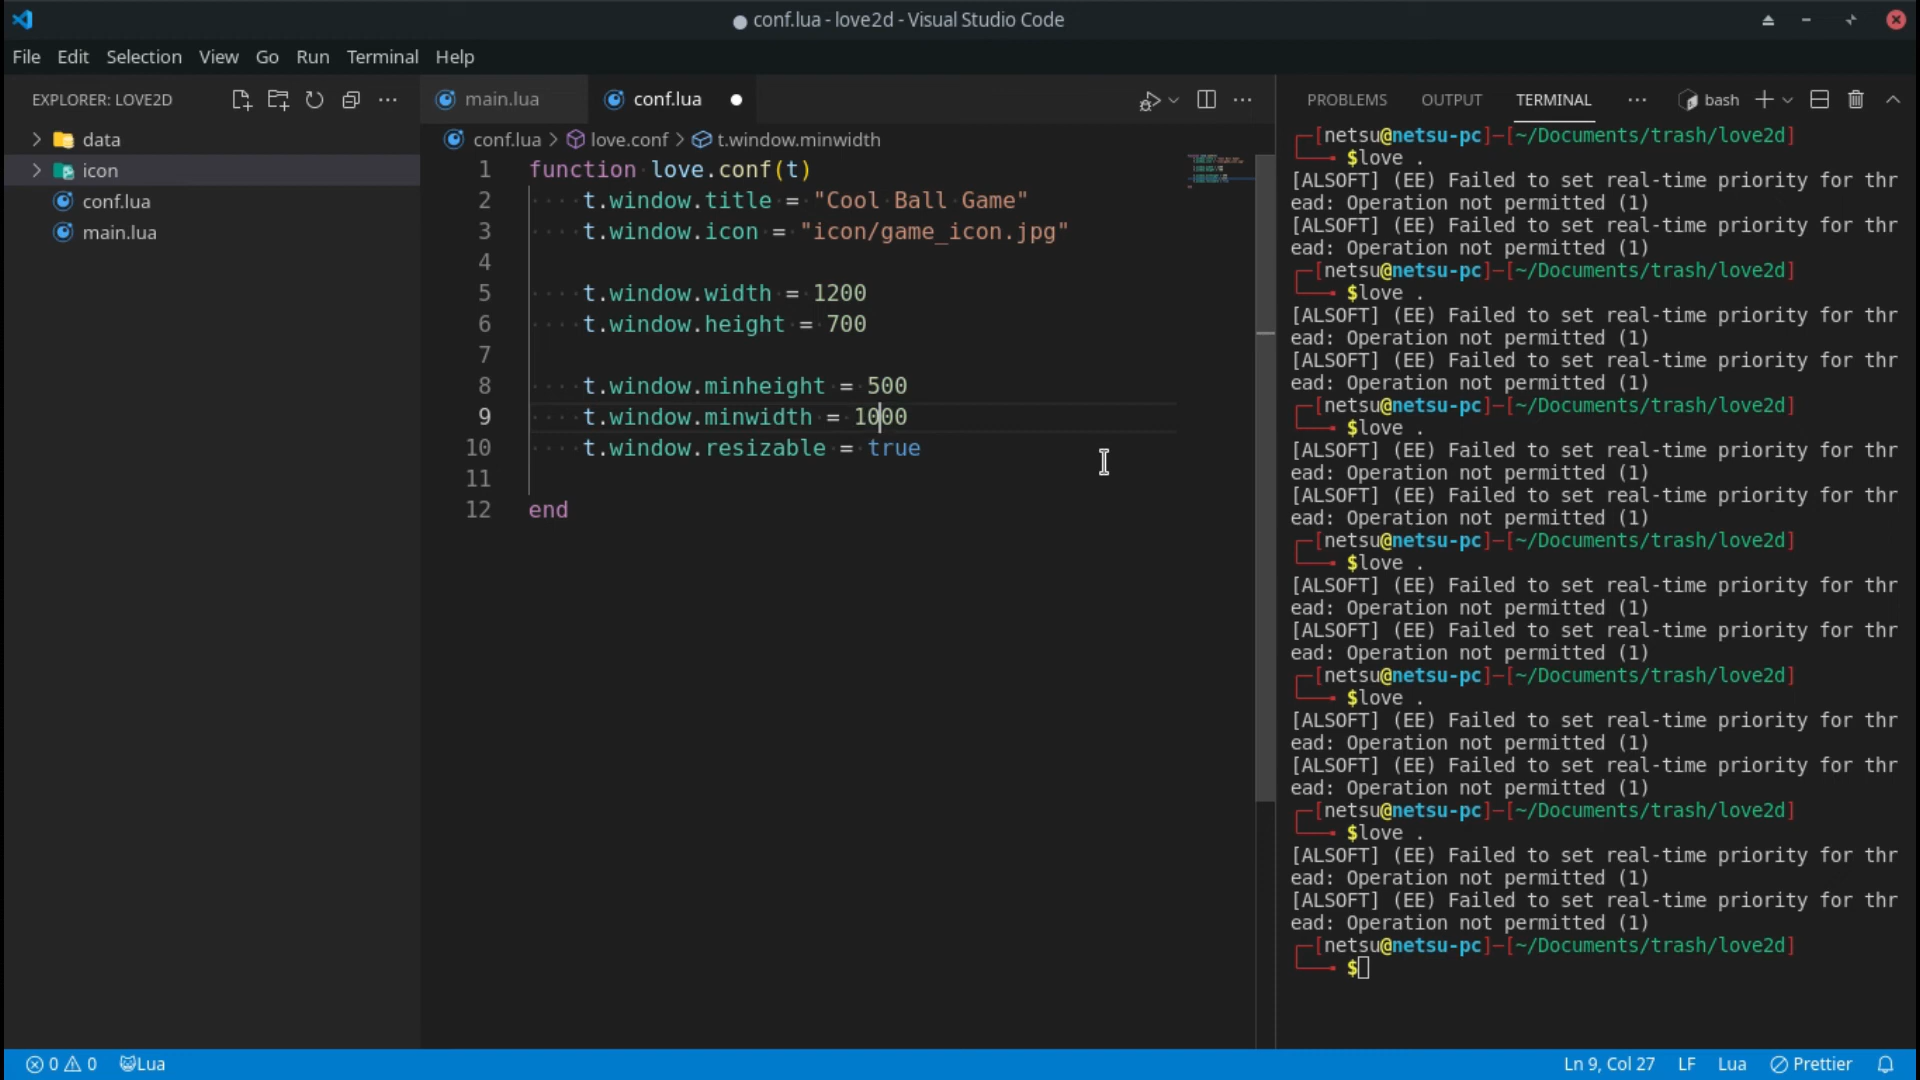 conf.lua - love2d - Visual Studio Code
File Edit Selection View Go Run Terminal Help
EXPLORER: LOVE2D
data
icon
conf.lua
main.lua
main.lua conf.lua
conf.lua > love.conf > t.window.minwidth
1 function love.conf(t)
2 t.window.title = "Cool Ball Game"
3 t.window.icon = "icon/game_icon.jpg"
4
5 t.window.width = 1200
6 t.window.height = 700
7
8 t.window.minheight = 500
9 t.window.minwidth = 1000
10 t.window.resizable = true
11
12 end
PROBLEMS OUTPUT TERMINAL ··· bash
[netsu@netsu-pc]-[~/Documents/trash/love2d]
$love .
[ALSOFT] (EE) Failed to set real-time priority for thr
ead: Operation not permitted (1)
[ALSOFT] (EE) Failed to set real-time priority for thr
ead: Operation not permitted (1)
[netsu@netsu-pc]-[~/Documents/trash/love2d]
$love .
[ALSOFT] (EE) Failed to set real-time priority for thr
ead: Operation not permitted (1)
[ALSOFT] (EE) Failed to set real-time priority for thr
ead: Operation not permitted (1)
[netsu@netsu-pc]-[~/Documents/trash/love2d]
$love .
[ALSOFT] (EE) Failed to set real-time priority for thr
ead: Operation not permitted (1)
[ALSOFT] (EE) Failed to set real-time priority for thr
ead: Operation not permitted (1)
[netsu@netsu-pc]-[~/Documents/trash/love2d]
$love .
[ALSOFT] (EE) Failed to set real-time priority for thr
ead: Operation not permitted (1)
[ALSOFT] (EE) Failed to set real-time priority for thr
ead: Operation not permitted (1)
[netsu@netsu-pc]-[~/Documents/trash/love2d]
$love .
[ALSOFT] (EE) Failed to set real-time priority for thr
ead: Operation not permitted (1)
[ALSOFT] (EE) Failed to set real-time priority for thr
ead: Operation not permitted (1)
[netsu@netsu-pc]-[~/Documents/trash/love2d]
$love .
[ALSOFT] (EE) Failed to set real-time priority for thr
ead: Operation not permitted (1)
[ALSOFT] (EE) Failed to set real-time priority for thr
ead: Operation not permitted (1)
[netsu@netsu-pc]-[~/Documents/trash/love2d]
$
0 0 Lua Ln 9, Col 27 LF Lua Prettier